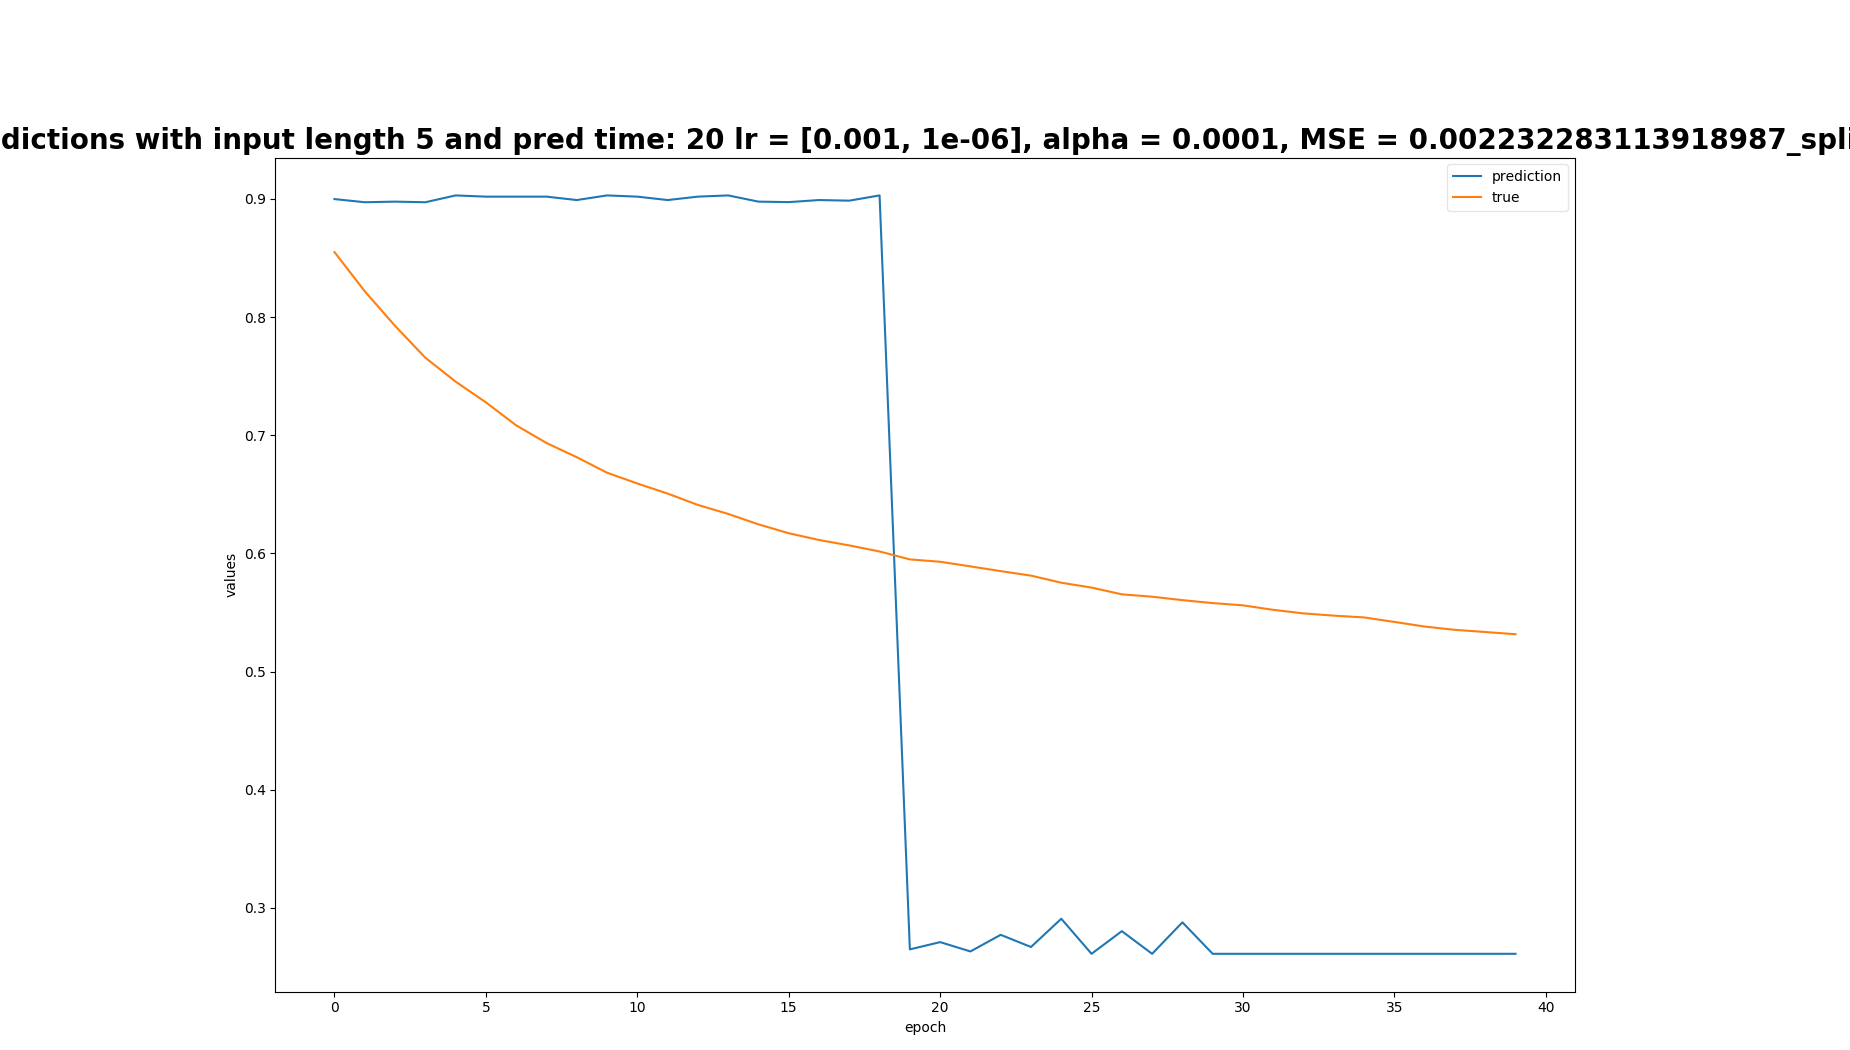 dictions with input length 5 and pred time: 20 lr = [0.001, 1e-06], alpha = 0.0001, MSE = 0.002232283113918987_spli
prediction
true
0.9
0.8
0.7
0.6
0.5
0.4
0.3
values
0 5 10 15 20 25 30 35 40
epoch